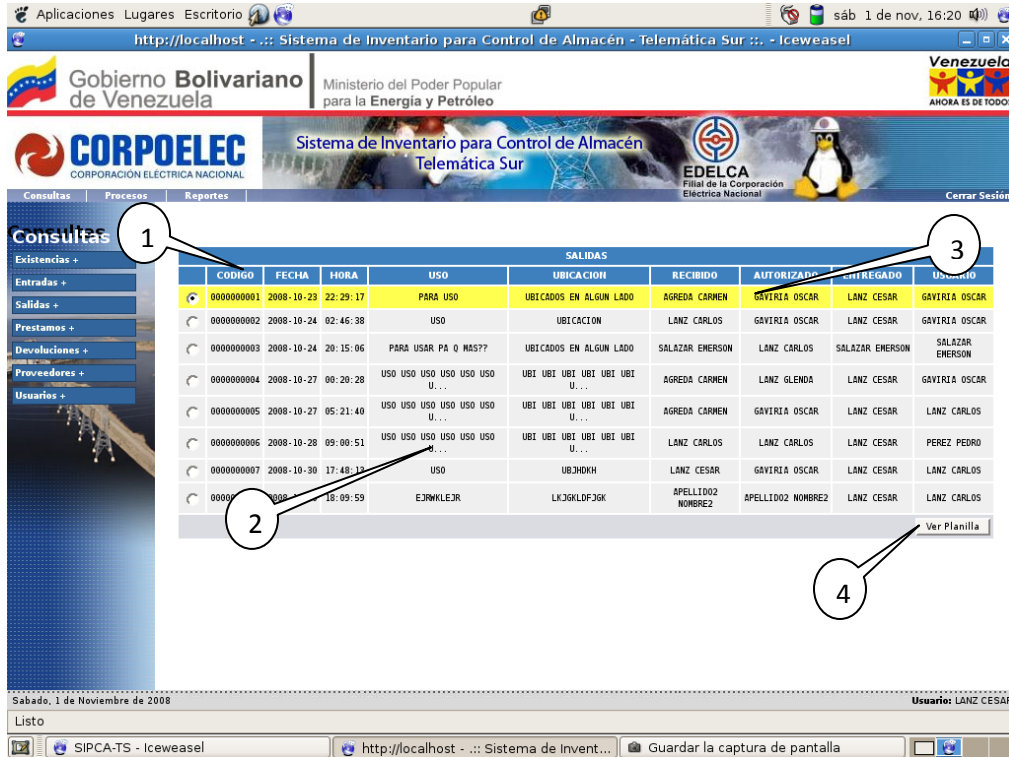 Aplicaciones Lugares Escritorio sáb 1 de nov, 16:20
http://localhost - .:: Sistema de Inventario para Control de Almacén - Telemática Sur ::. - Iceweasel
Gobierno Bolivariano
de Venezuela
Ministerio del Poder Popular
para la Energía y Petróleo
Venezuela
AHORA ES DE TODOS
CORPOELEC
CORPORACIÓN ELÉCTRICA NACIONAL
Sistema de Inventario para Control de Almacén
Telemática Sur
EDELCA
Filial de la Corporación
Eléctrica Nacional
Consultas Procesos Reportes Cerrar Sesión
Consultas
Existencias +
Entradas +
Salidas +
Prestamos +
Devoluciones +
Proveedores +
Usuarios +
1
3
SALIDAS
CODIGO FECHA HORA USO UBICACION RECIBIDO AUTORIZADO ENTREGADO USUARIO
0000000001 2008-10-23 22:29:17 PARA USO UBICADOS EN ALGUN LADO AGREDA CARMEN GAVIRIA OSCAR LANZ CESAR GAVIRIA OSCAR
0000000002 2008-10-24 02:46:38 USO UBICACION LANZ CARLOS GAVIRIA OSCAR LANZ CESAR GAVIRIA OSCAR
0000000003 2008-10-24 20:15:06 PARA USAR PA Q MAS?? UBICADOS EN ALGUN LADO SALAZAR EMERSON LANZ CARLOS SALAZAR EMERSON SALAZAR EMERSON
0000000004 2008-10-27 00:20:28 USO USO USO USO USO USO U... UBI UBI UBI UBI UBI UBI U... AGREDA CARMEN LANZ GLENDA LANZ CESAR GAVIRIA OSCAR
0000000005 2008-10-27 05:21:40 USO USO USO USO USO USO U... UBI UBI UBI UBI UBI UBI U... AGREDA CARMEN GAVIRIA OSCAR LANZ CESAR LANZ CARLOS
0000000006 2008-10-28 09:00:51 USO USO USO USO USO USO U... UBI UBI UBI UBI UBI UBI U... LANZ CARLOS LANZ CARLOS LANZ CESAR PEREZ PEDRO
0000000007 2008-10-30 17:48:13 USO UBJHDKH LANZ CESAR GAVIRIA OSCAR LANZ CESAR LANZ CARLOS
18:09:59 EJRWKLEJR LKJGKLDFJGK APELLIDO2 NOMBRE2 APELLIDO2 NOMBRE2 LANZ CESAR LANZ CARLOS
2
Ver Planilla
4
Sabado, 1 de Noviembre de 2008 Usuario: LANZ CESAR
Listo
SIPCA-TS - Iceweasel http://localhost - .:: Sistema de Invent... Guardar la captura de pantalla